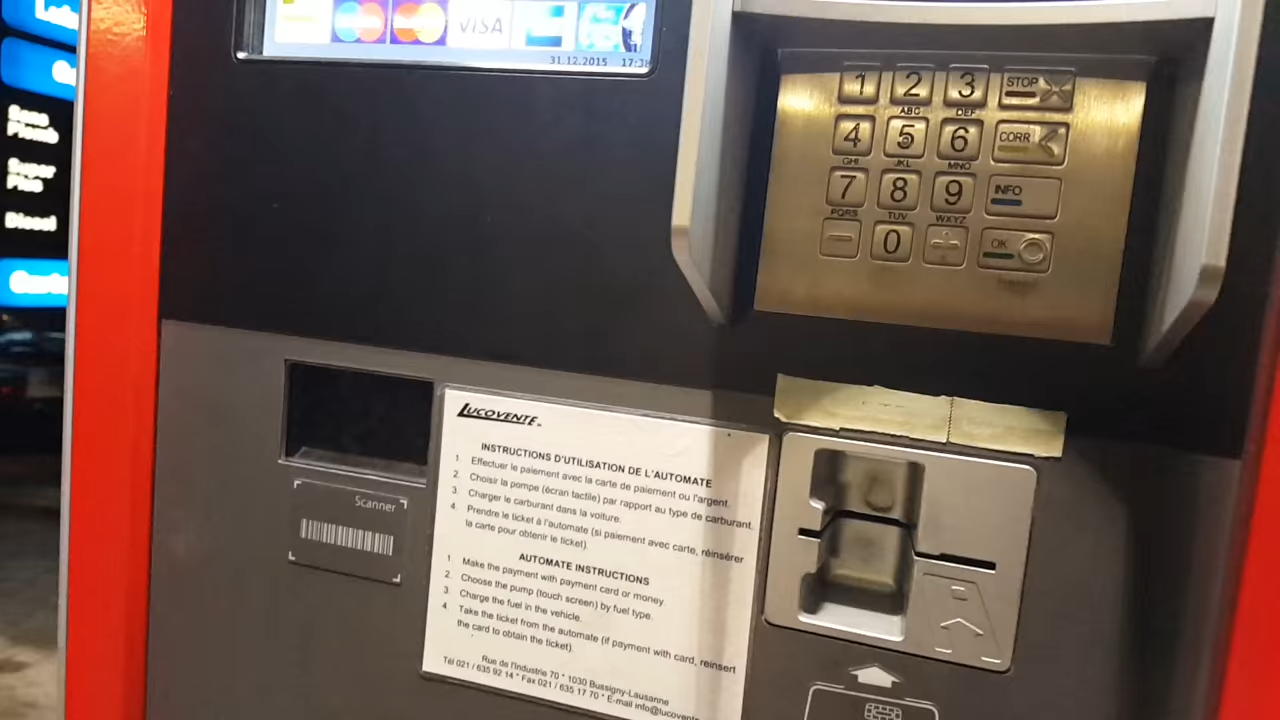 VISA
31.12.2015 17:38
1 2 3 STOP
ABC DEF
4 5 6 CORR
GHI JKL MNO
7 8 9 INFO
PQRS TUV WXYZ
0 OK
Sans
Plomb
Super
Plus
Diesel
Scanner
LUCOVENTE
INSTRUCTIONS D'UTILISATION DE L'AUTOMATE
1. Effectuer le paiement avec la carte de paiement ou l'argent.
2. Choisir la pompe (écran tactile) par rapport au type de carburant.
3. Charger le carburant dans la voiture.
4. Prendre le ticket à l'automate (si paiement avec carte, réinsérer
la carte pour obtenir le ticket).
AUTOMATE INSTRUCTIONS
1. Make the payment with payment card or money.
2. Choose the pump (touch screen) by fuel type.
3. Charge the fuel in the vehicle.
4. Take the ticket from the automate (if payment with card, reinsert
the card to obtain the ticket).
Rue de l'Industrie 70 * 1030 Bussigny-Lausanne
Tél 021 / 635 92 14 * Fax 021 / 635 17 70 * E-mail info@lucovente